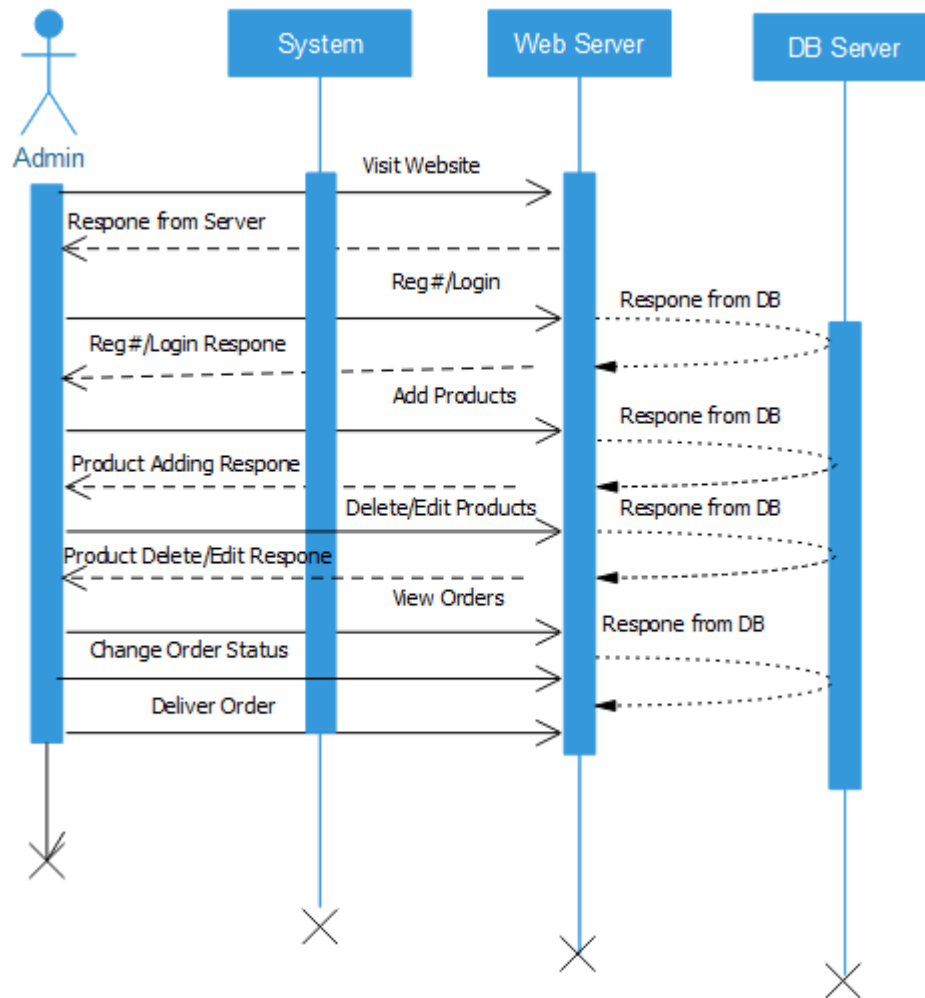 System
Web Server
DB Server
Admin
Visit Website
Respone from Server
Reg#/Login
Respone from DB
Reg#/Login Respone
Add Products
Respone from DB
Product Adding Respone
Delete/Edit Products
Respone from DB
Product Delete/Edit Respone
View Orders
Respone from DB
Change Order Status
Deliver Order